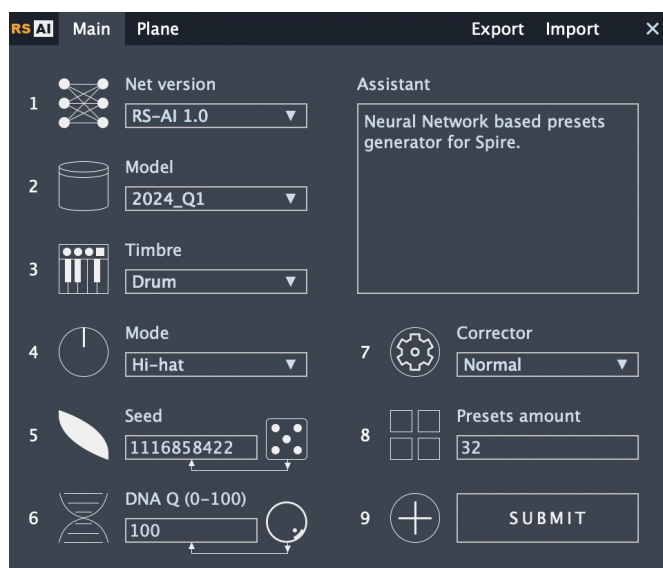 RS AI Main Plane Export Import ×
1 Net version
RS-AI 1.0 ▼
2 Model
2024_Q1 ▼
3 Timbre
Drum ▼
4 Mode
Hi-hat ▼
5 Seed
1116858422
6 DNA Q (0-100)
100
Assistant
Neural Network based presets
generator for Spire.
7 Corrector
Normal ▼
8 Presets amount
32
9 SUBMIT